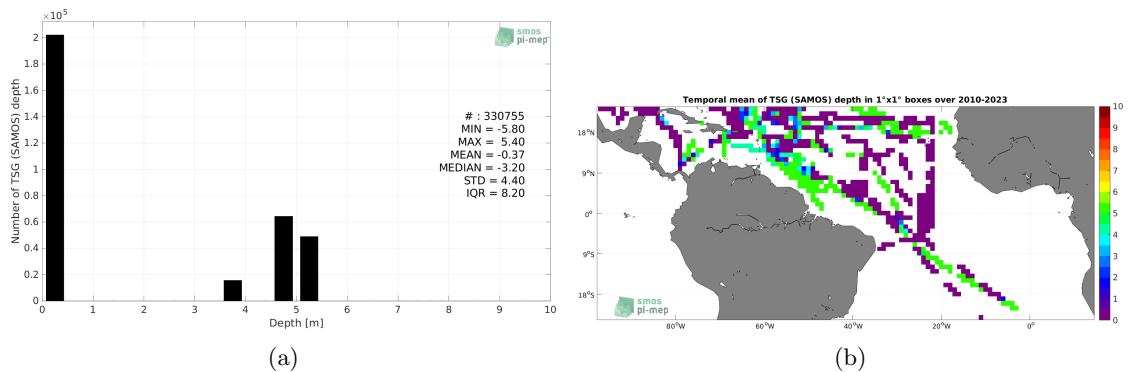 ×10⁵
smos
pi-mep
2
1.8
1.6
1.4
1.2
1
0.8
0.6
0.4
0.2
0
Number of TSG (SAMOS) depth
# : 330755
MIN = -5.80
MAX = 5.40
MEAN = -0.37
MEDIAN = -3.20
STD = 4.40
IQR = 8.20
0 1 2 3 4 5 6 7 8 9 10
Depth [m]
(a)
Temporal mean of TSG (SAMOS) depth in 1°x1° boxes over 2010-2023
18°N
9°N
0°
9°S
18°S
80°W 60°W 40°W 20°W 0°
smos
pi-mep
10
9
8
7
6
5
4
3
2
1
0
(b)